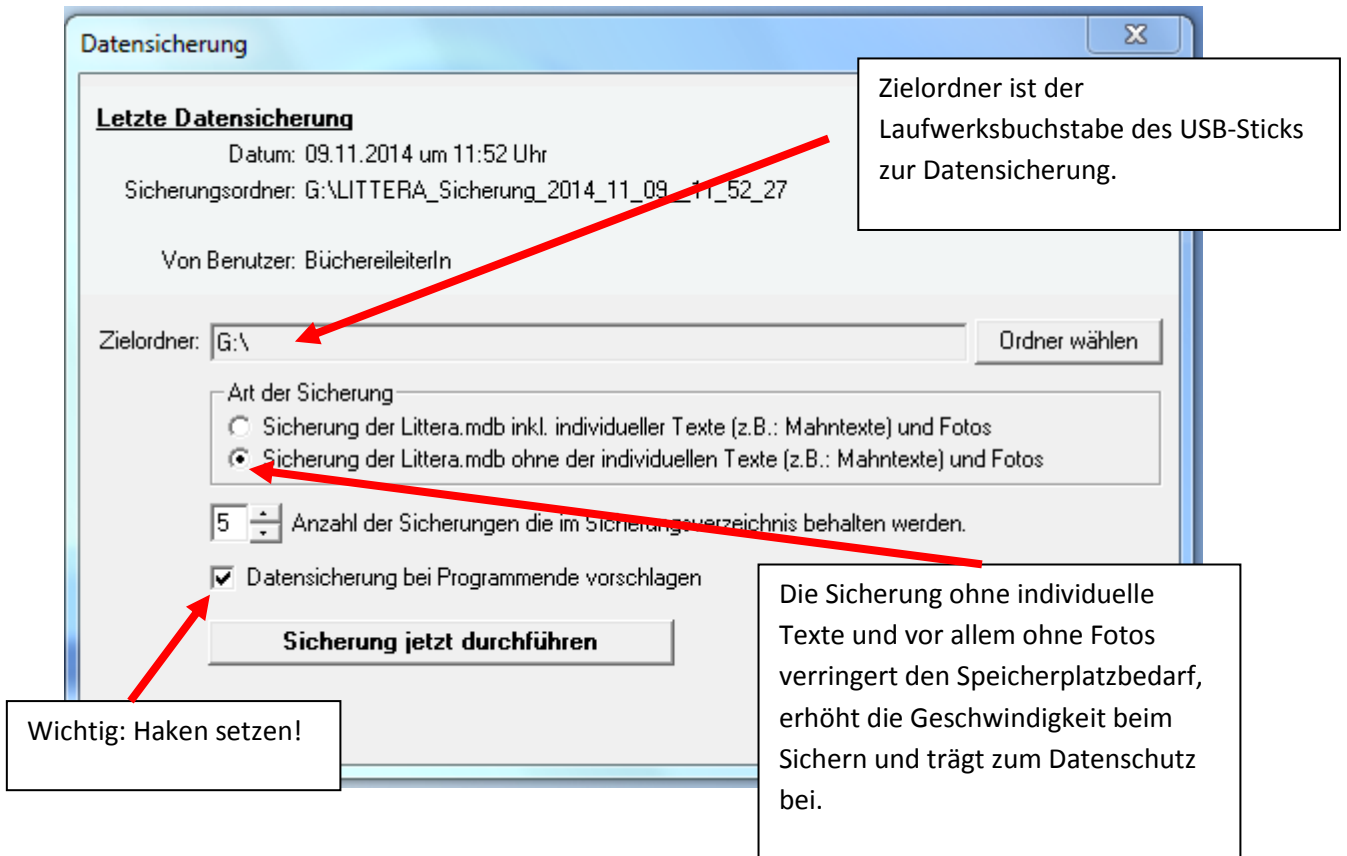 Datensicherung
Zielordner ist der
Laufwerksbuchstabe des USB-Sticks
zur Datensicherung.
Letzte Datensicherung
Datum: 09.11.2014 um 11:52 Uhr
Sicherungsordner: G:\LITTERA_Sicherung_2014_11_09__11_52_27
Von Benutzer: BüchereileiterIn
Zielordner: G:\ Ordner wählen
Art der Sicherung
Sicherung der Littera.mdb inkl. individueller Texte (z.B.: Mahntexte) und Fotos
Sicherung der Littera.mdb ohne der individuellen Texte (z.B.: Mahntexte) und Fotos
5 Anzahl der Sicherungen die im Sicherungsverzeichnis behalten werden.
Datensicherung bei Programmende vorschlagen
Sicherung jetzt durchführen
Die Sicherung ohne individuelle
Texte und vor allem ohne Fotos
verringert den Speicherplatzbedarf,
erhöht die Geschwindigkeit beim
Sichern und trägt zum Datenschutz
bei.
Wichtig: Haken setzen!